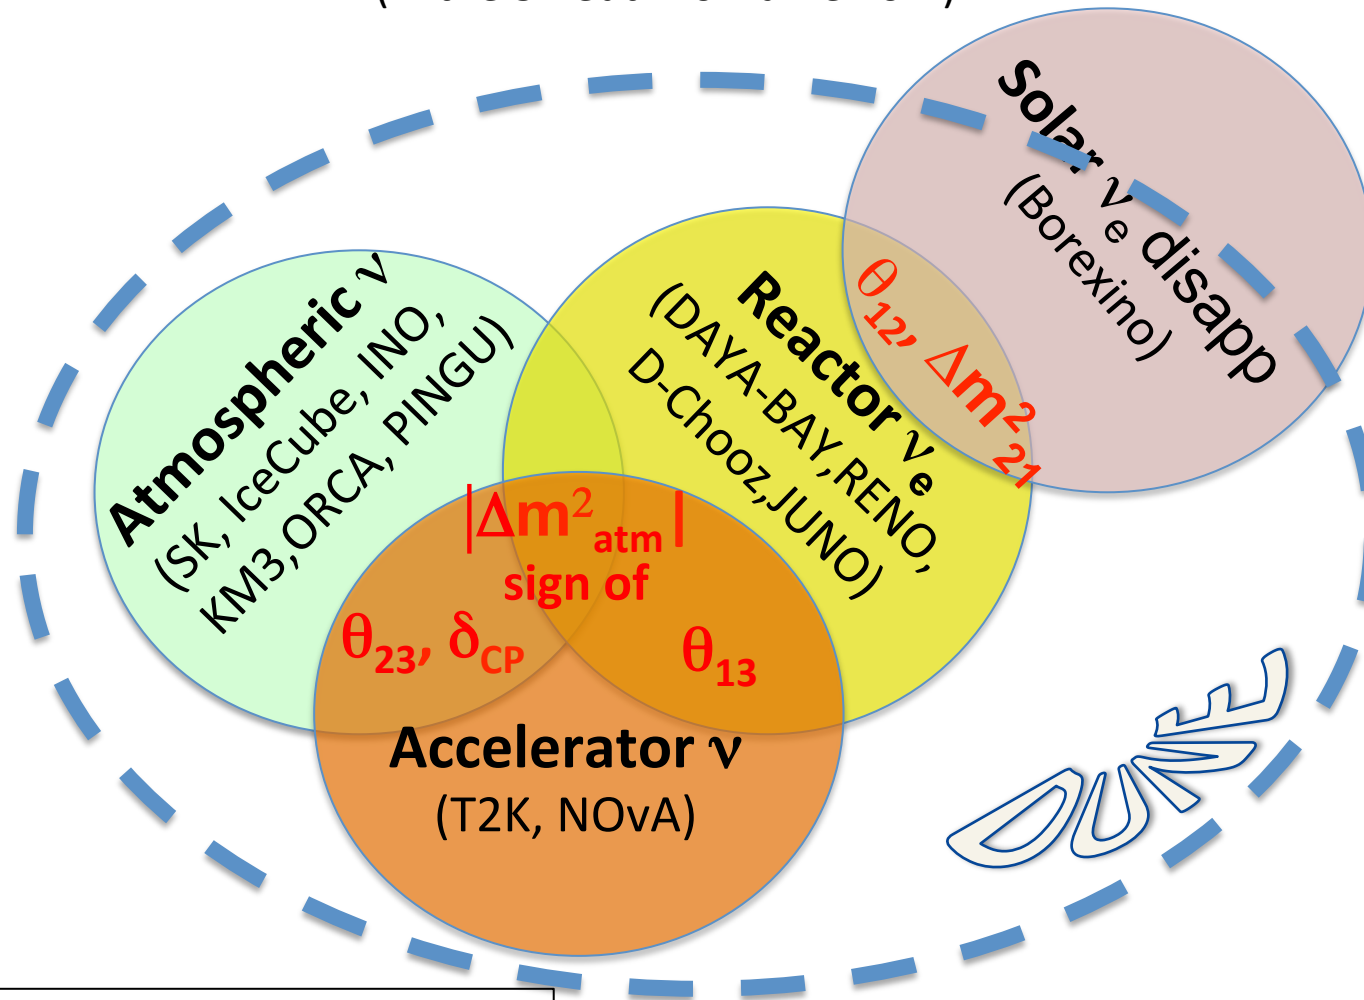 Solar νe disapp
(Borexino)
θ12, Δm²21
Reactor νe
(DAYA-BAY,RENO,
D-Chooz,JUNO)
Atmospheric ν
(SK, IceCube, INO,
KM3,ORCA, PINGU)
|Δm²atm|
sign of
θ23, δCP
θ13
Accelerator ν
(T2K, NOvA)
DUNE